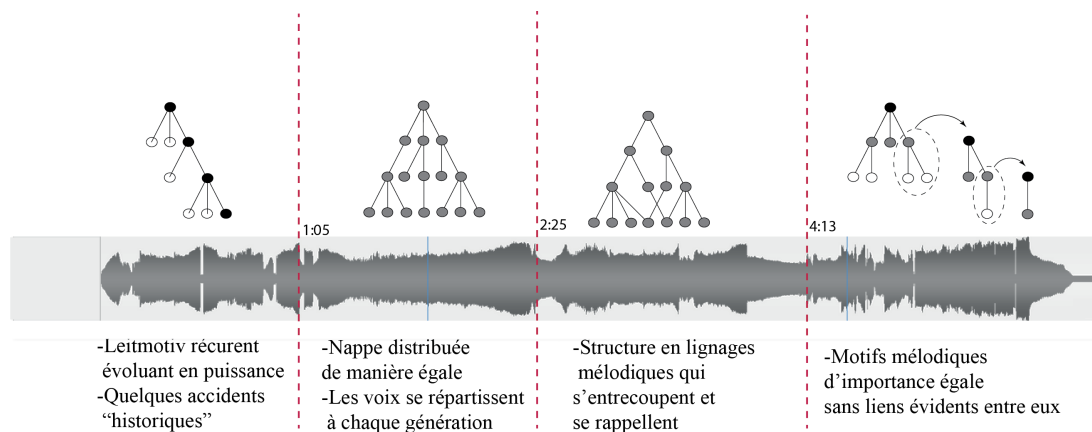 1:05
2:25
4:13
-Leitmotiv récurent
évoluant en puissance
-Quelques accidents
“historiques”
-Nappe distribuée
de manière égale
-Les voix se répartissent
à chaque génération
-Structure en lignages
mélodiques qui
s’entrecoupent et
se rappellent
-Motifs mélodiques
d’importance égale
sans liens évidents entre eux